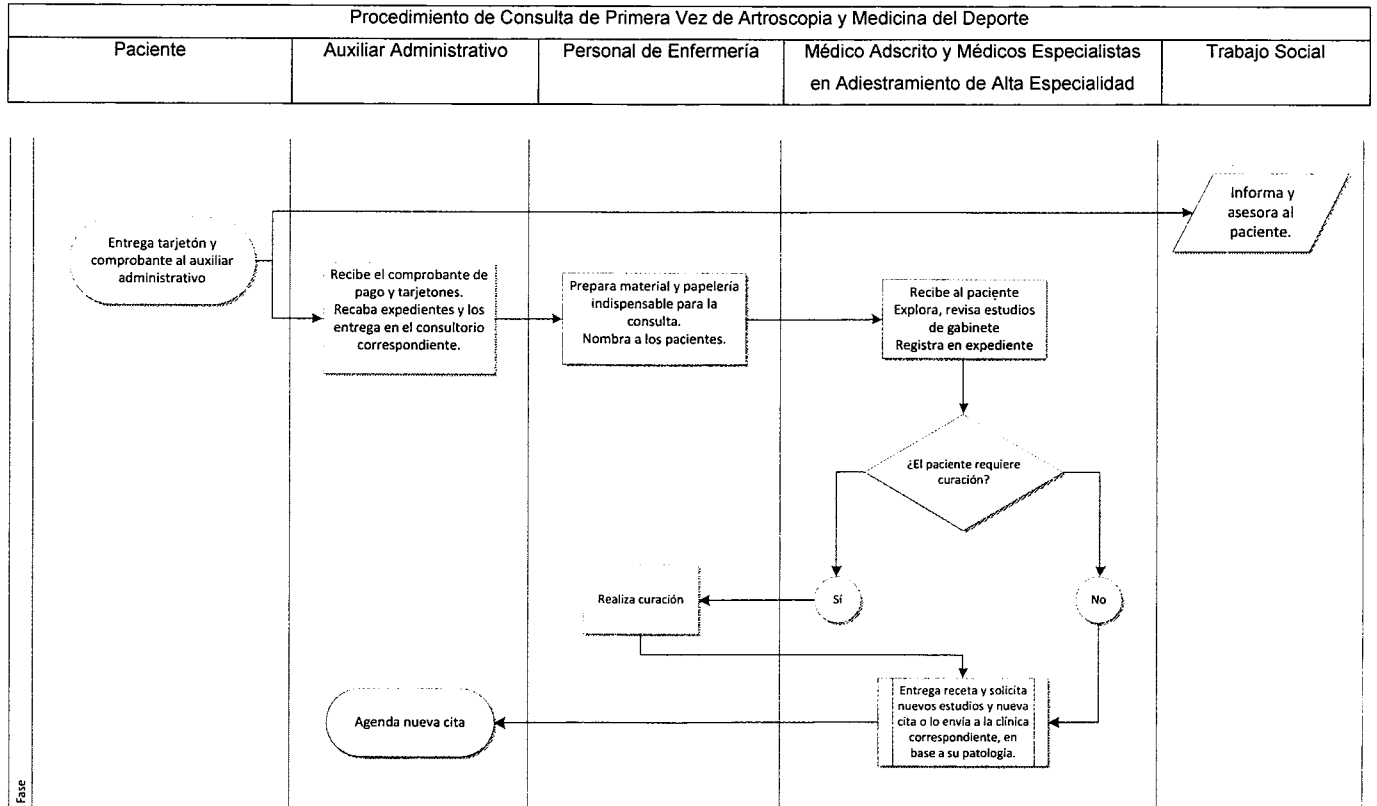 Procedimiento de Consulta de Primera Vez de Artroscopia y Medicina del Deporte
Paciente
Auxiliar Administrativo
Personal de Enfermería
Médico Adscrito y Médicos Especialistas
en Adiestramiento de Alta Especialidad
Trabajo Social
Informa y
asesora al
paciente.
Entrega tarjetón y
comprobante al auxiliar
administrativo
Recibe el comprobante de
pago y tarjetones.
Recaba expedientes y los
entrega en el consultorio
correspondiente.
Prepara material y papelería
indispensable para la
consulta.
Nombra a los pacientes.
Recibe al paciente
Explora, revisa estudios
de gabinete
Registra en expediente
¿El paciente requiere
curación?
Realiza curación
Sí
No
Entrega receta y solicita
nuevos estudios y nueva
cita o lo envía a la clínica
correspondiente, en
base a su patología.
Agenda nueva cita
Fase